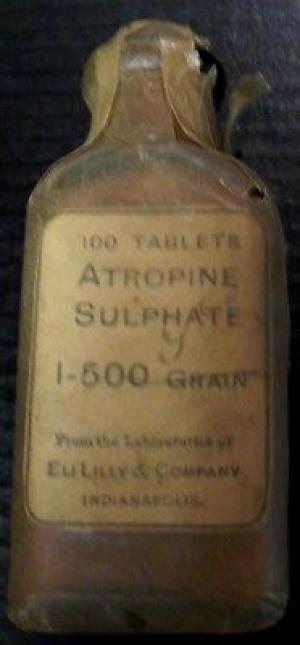 100 TABLETS
ATROPINE
SULPHATE
1-500 GRAIN
From the Laboratories of
ELI LILLY & COMPANY
INDIANAPOLIS.